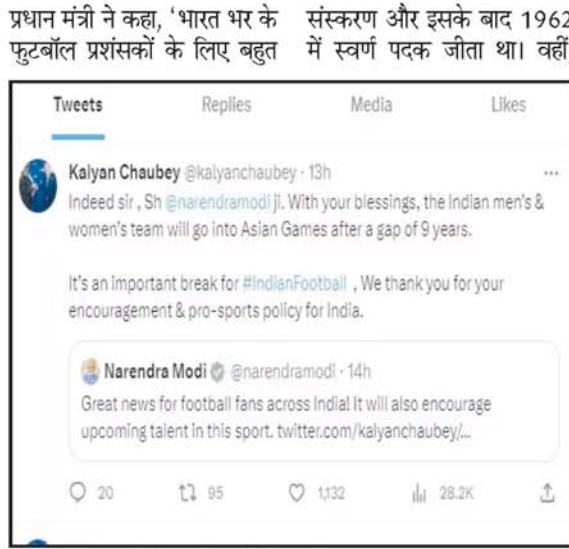 प्रधान मंत्री ने कहा, ‘भारत भर के
फुटबॉल प्रशंसकों के लिए बहुत
संस्करण और इसके बाद 1962
में स्वर्ण पदक जीता था। वहीं
Tweets Replies Media Likes
Kalyan Chaubey @kalyanchaubey · 13h
Indeed sir , Sh @narendramodi ji. With your blessings, the Indian men's &
women's team will go into Asian Games after a gap of 9 years.
It's an important break for #IndianFootball , We thank you for your
encouragement & pro-sports policy for India.
Narendra Modi @narendramodi · 14h
Great news for football fans across India! It will also encourage
upcoming talent in this sport. twitter.com/kalyanchaubey/...
20 95 1,132 28.2K